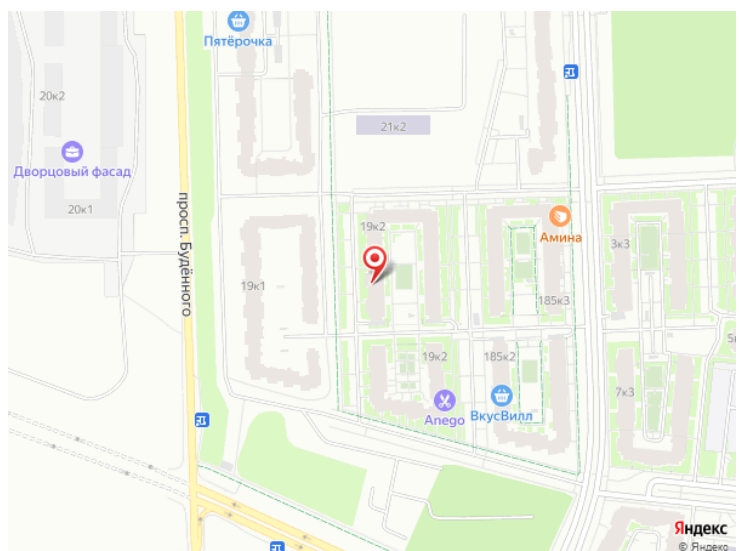 Пятёрочка
20к2
21к2
Дворцовый фасад
20к1
просп. Будённого
19к2
Амина
3к3
19к1
185к3
19к2
185к2
Anego
ВкусВилл
7к3
Яндекс
© Яндекс